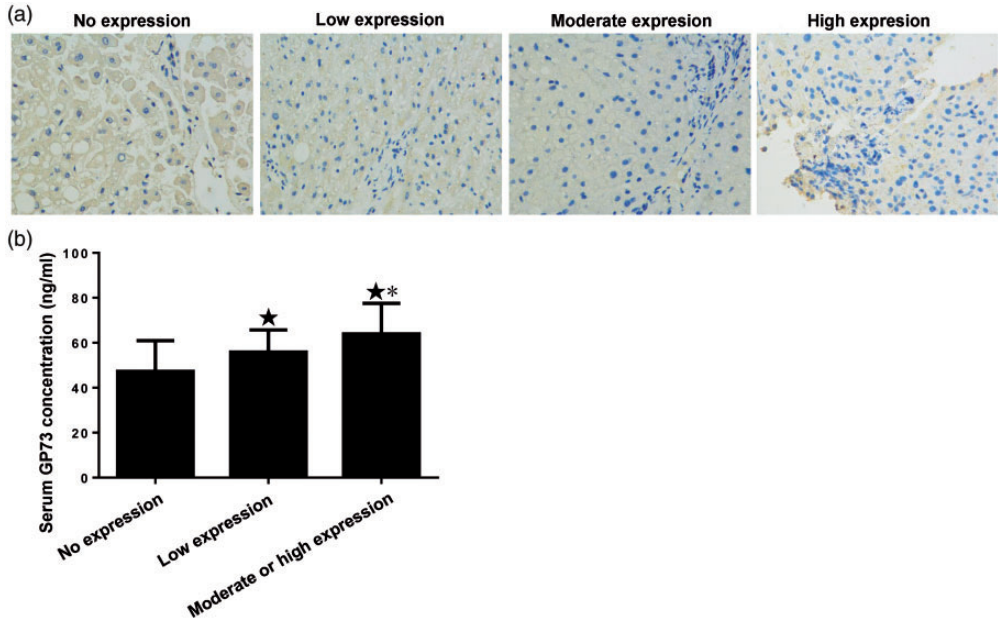 (a)
No expression
Low expression
Moderate expresion
High expresion
(b)
Serum GP73 concentration (ng/ml)
100
80
60
40
20
0
★
★*
No expression
Low expression
Moderate or high expression